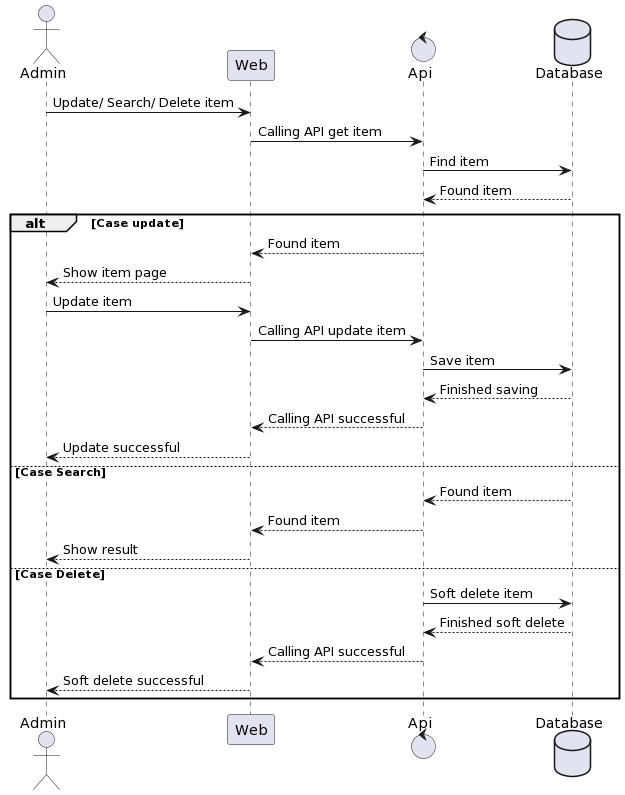 Admin
Web
Api
Database
Update/ Search/ Delete item
Calling API get item
Find item
Found item
alt [Case update]
Found item
Show item page
Update item
Calling API update item
Save item
Finished saving
Calling API successful
Update successful
[Case Search]
Found item
Found item
Show result
[Case Delete]
Soft delete item
Finished soft delete
Calling API successful
Soft delete successful
Admin
Web
Api
Database